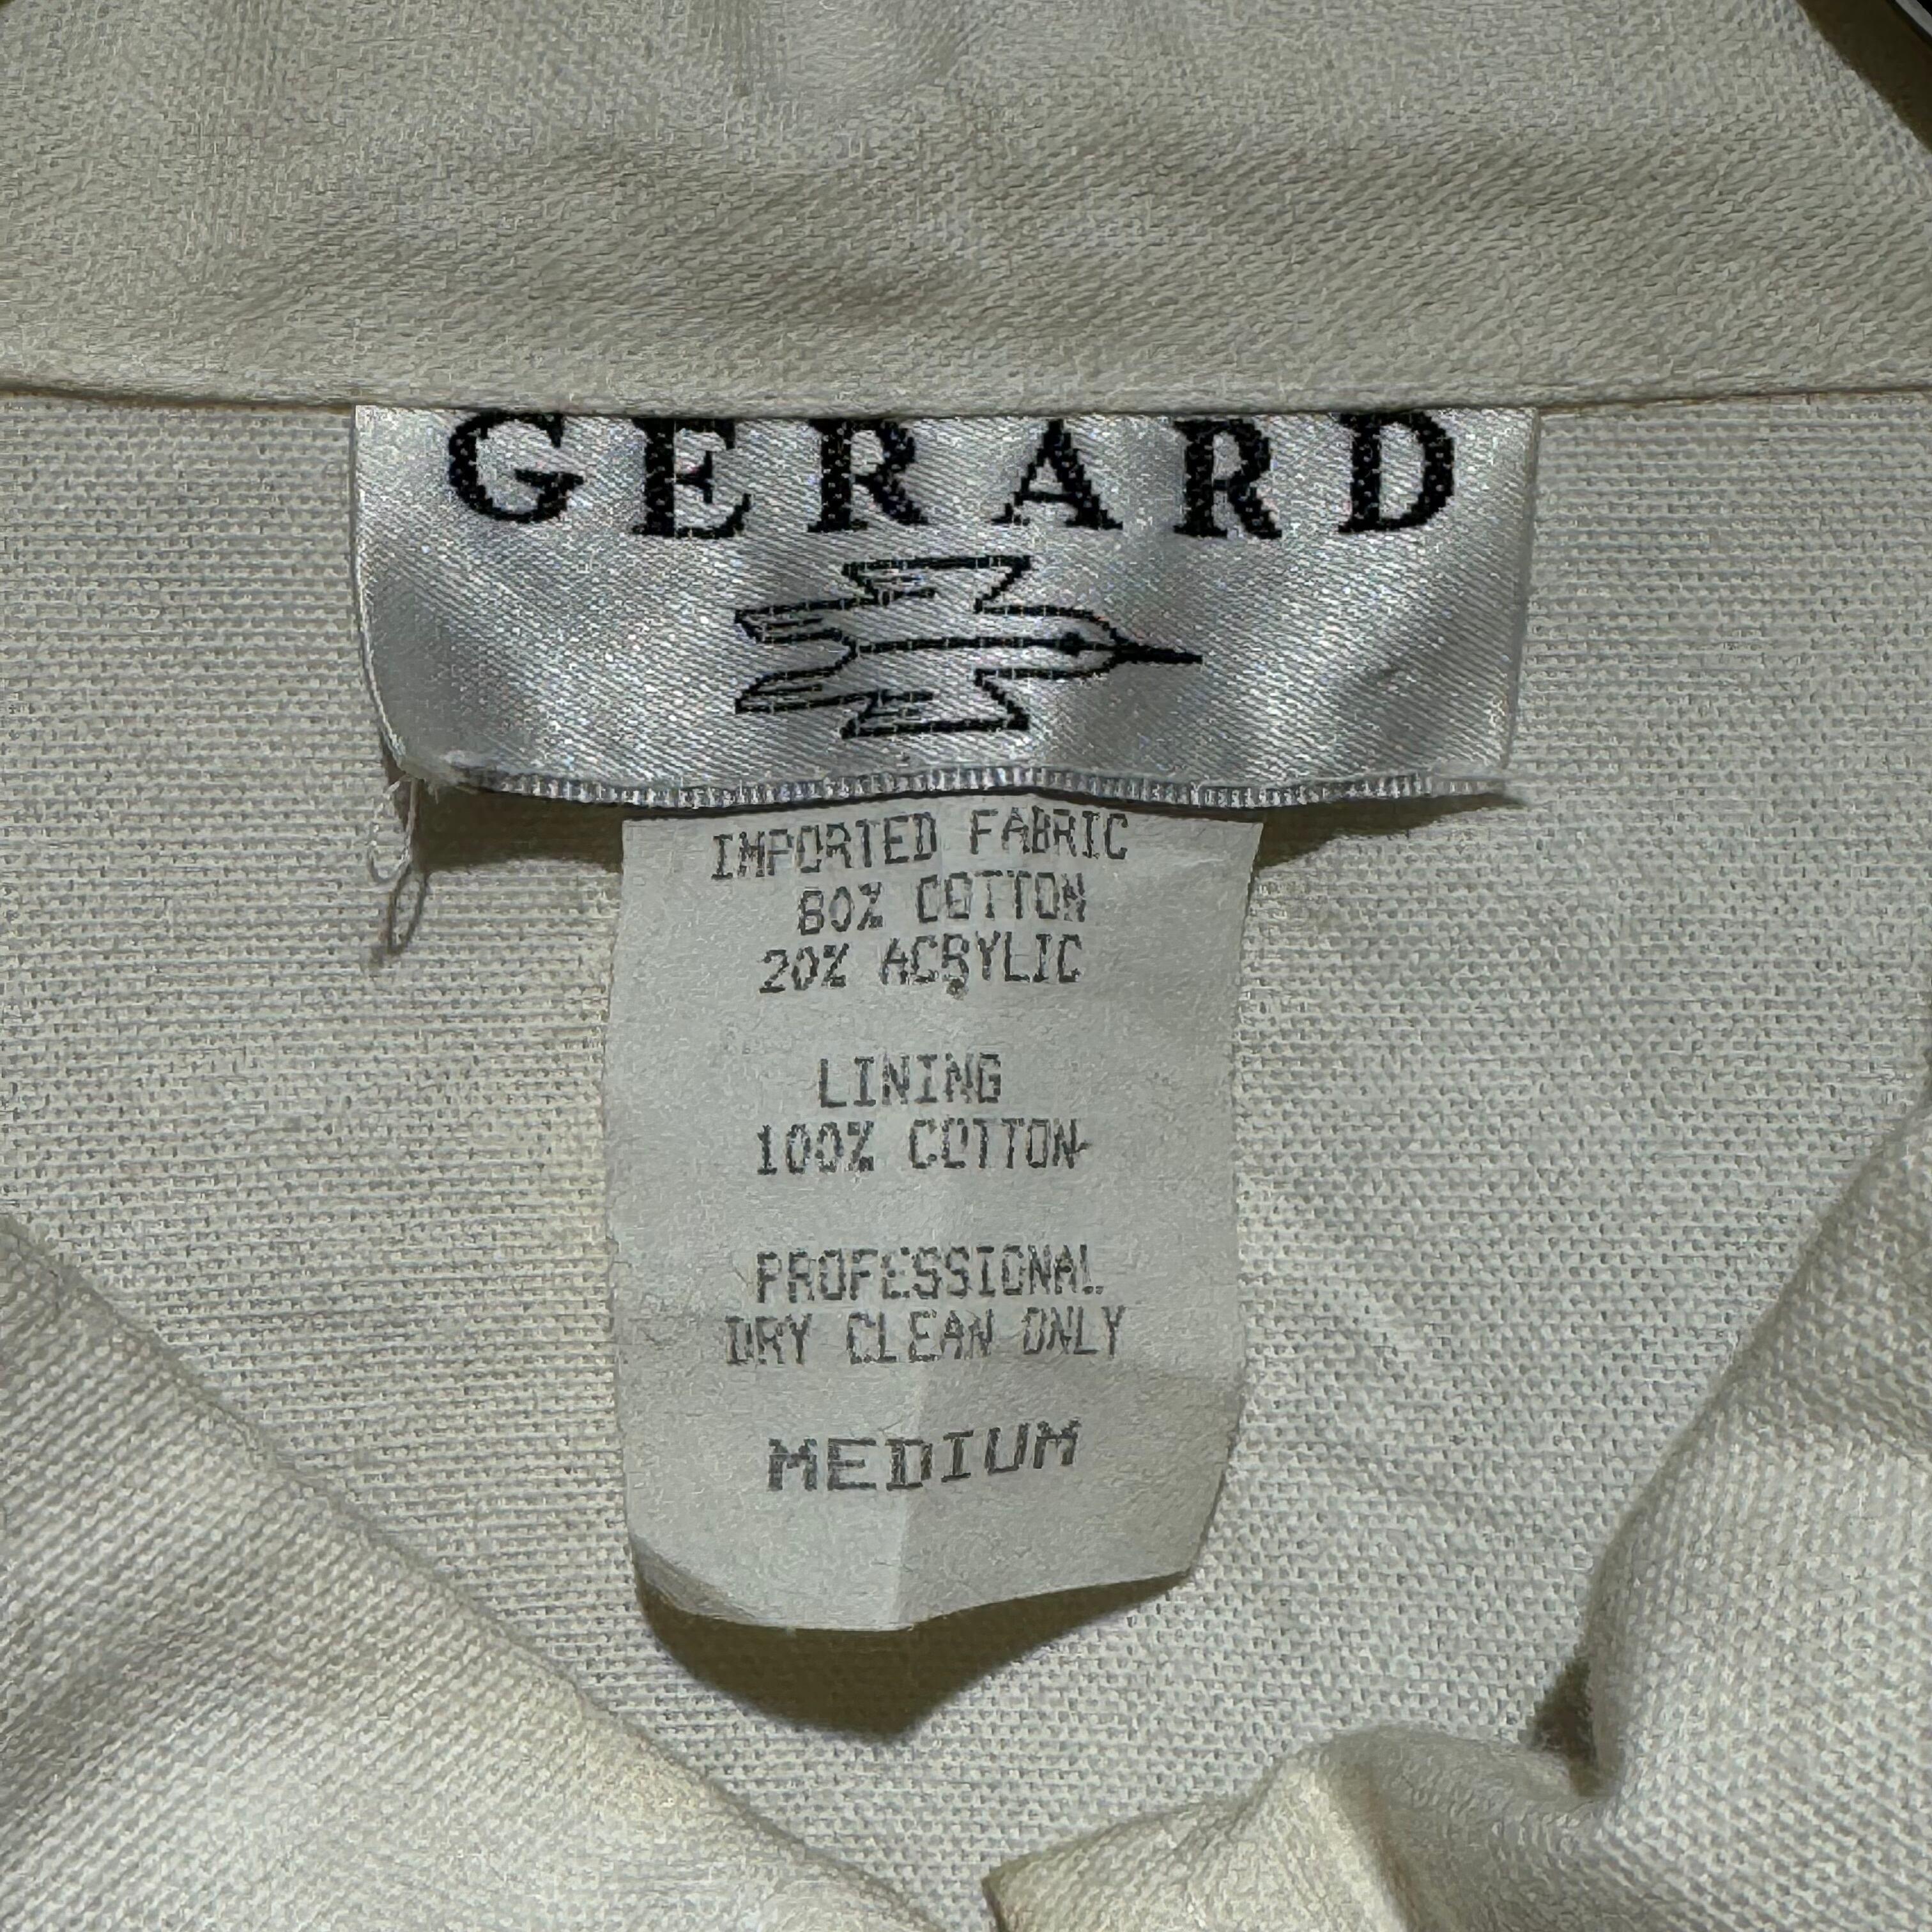 GERARD
IMPORTED FABRIC
80% COTTON
20% ACRYLIC
LINING
100% COTTON
PROFESSIONAL
DRY CLEAN ONLY
MEDIUM